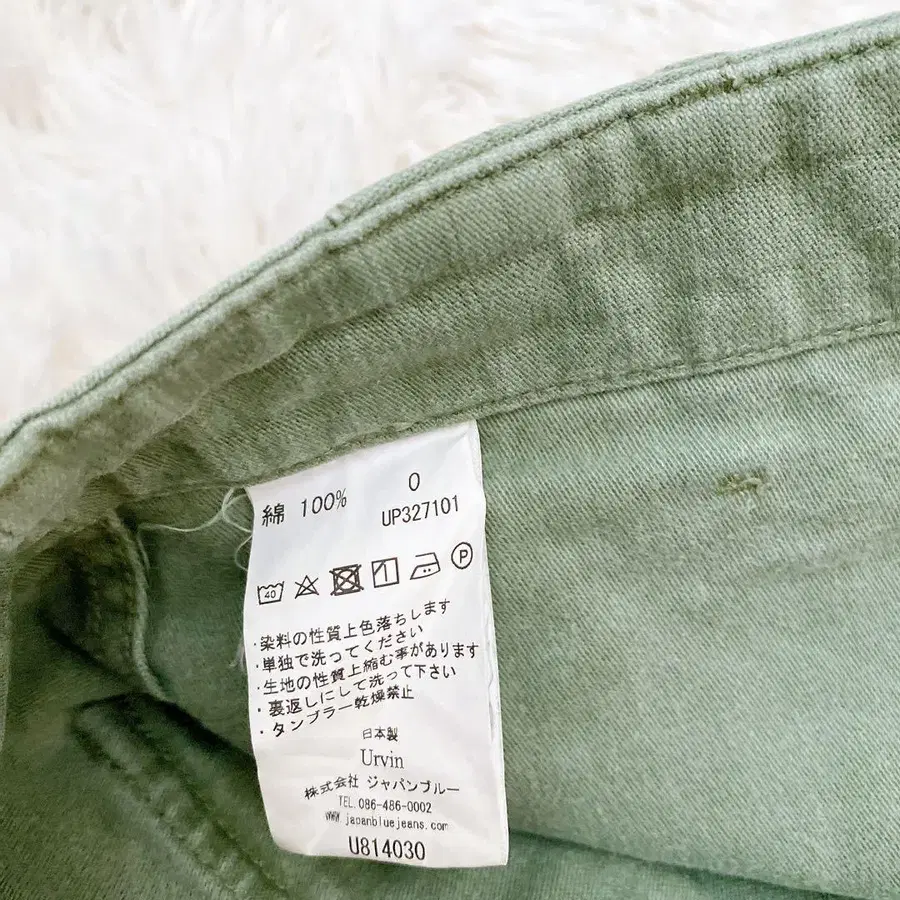 綿 100%
0
UP327101
40
P
・染料の性質上色落ちします
・単独で洗ってください
・生地の性質上縮む事があります
・裏返しにして洗って下さい
・タンブラー乾燥禁止
日本製
Urvin
株式会社 ジャパンブルー
TEL.086-486-0002
www.japanbluejeans.com
U814030